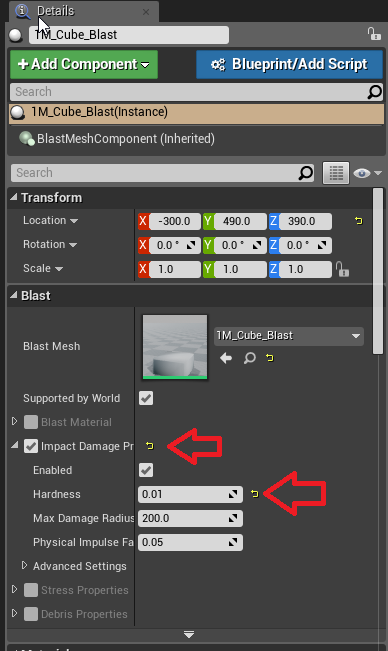 Details
1M_Cube_Blast
+ Add Component
Blueprint/Add Script
Search
1M_Cube_Blast(Instance)
BlastMeshComponent (Inherited)
Search
Transform
Location X -300.0 Y 490.0 Z 390.0
Rotation X 0.0 ° Y 0.0 ° Z 0.0 °
Scale X 1.0 Y 1.0 Z 1.0
Blast
Blast Mesh 1M_Cube_Blast
Supported by World
Blast Material
Impact Damage Pr
Enabled
Hardness 0.01
Max Damage Radius 200.0
Physical Impulse Fa 0.05
Advanced Settings
Stress Properties
Debris Properties